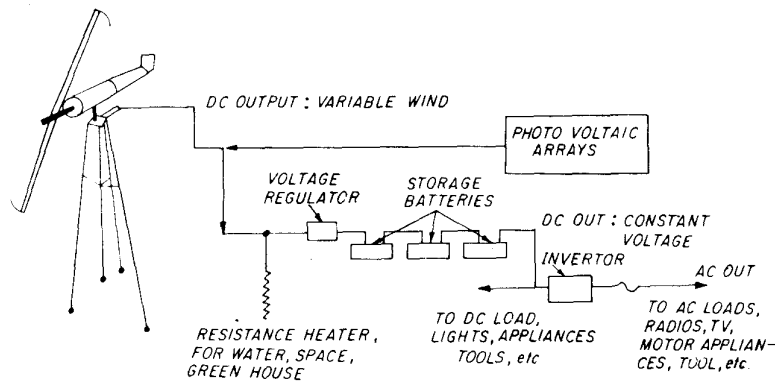 DC OUTPUT : VARIABLE WIND
PHOTO VOLTAIC
ARRAYS
VOLTAGE
REGULATOR
STORAGE
BATTERIES
DC OUT : CONSTANT
VOLTAGE
INVERTOR
AC OUT
RESISTANCE HEATER,
FOR WATER, SPACE,
GREEN HOUSE
TO DC LOAD,
LIGHTS, APPLIANCES
TOOLS, etc
TO AC LOADS,
RADIOS, TV,
MOTOR APPLIAN-
CES, TOOL, etc.